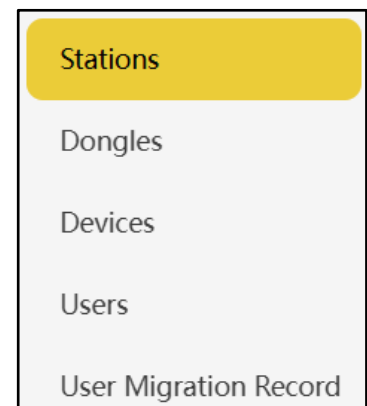 Stations
Dongles
Devices
Users
User Migration Record